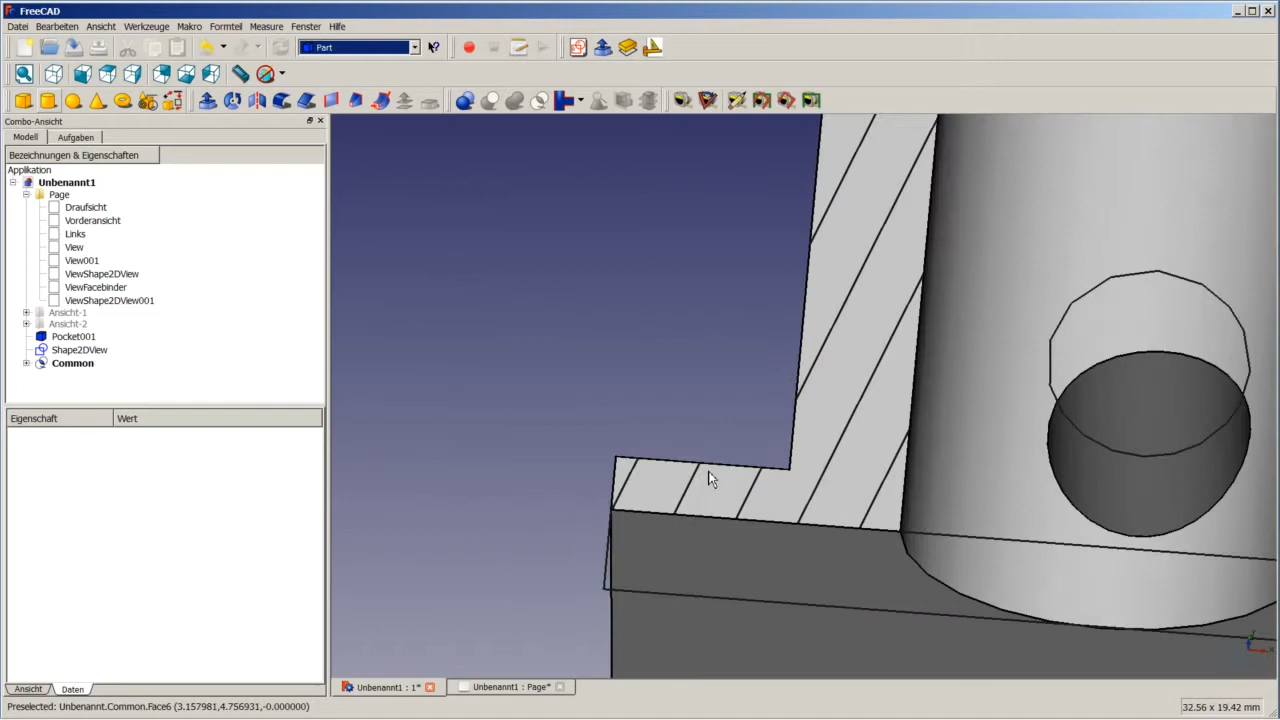 FreeCAD
Datei Bearbeiten Ansicht Werkzeuge Makro Formteil Measure Fenster Hilfe
Part
Combo-Ansicht
Modell Aufgaben
Bezeichnungen & Eigenschaften
Applikation
Unbenannt1
Page
Draufsicht
Vorderansicht
Links
View
View001
ViewShape2DView
ViewFacebinder
ViewShape2DView001
Ansicht-1
Ansicht-2
Pocket001
Shape2DView
Common
Eigenschaft Wert
Ansicht Daten
Unbenannt1 : 1* Unbenannt1 : Page*
Preselected: Unbenannt.Common.Face6 (3.157981,4.756931,-0.000000) 32.56 x 19.42 mm